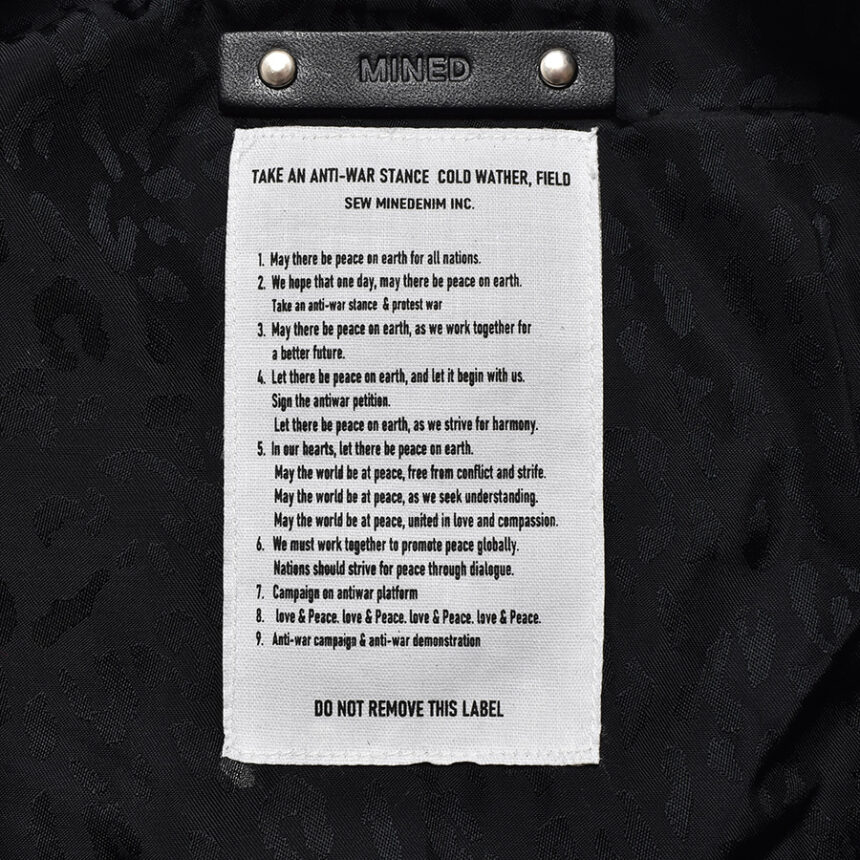 MINED
TAKE AN ANTI-WAR STANCE COLD WATHER, FIELD
SEW MINEDENIM INC.
1. May there be peace on earth for all nations.
2. We hope that one day, may there be peace on earth.
Take an anti-war stance & protest war
3. May there be peace on earth, as we work together for
a better future.
4. Let there be peace on earth, and let it begin with us.
Sign the antiwar petition.
Let there be peace on earth, as we strive for harmony.
5. In our hearts, let there be peace on earth.
May the world be at peace, free from conflict and strife.
May the world be at peace, as we seek understanding.
May the world be at peace, united in love and compassion.
6. We must work together to promote peace globally.
Nations should strive for peace through dialogue.
7. Campaign on antiwar platform
8. love & Peace. love & Peace. love & Peace. love & Peace.
9. Anti-war campaign & anti-war demonstration
DO NOT REMOVE THIS LABEL